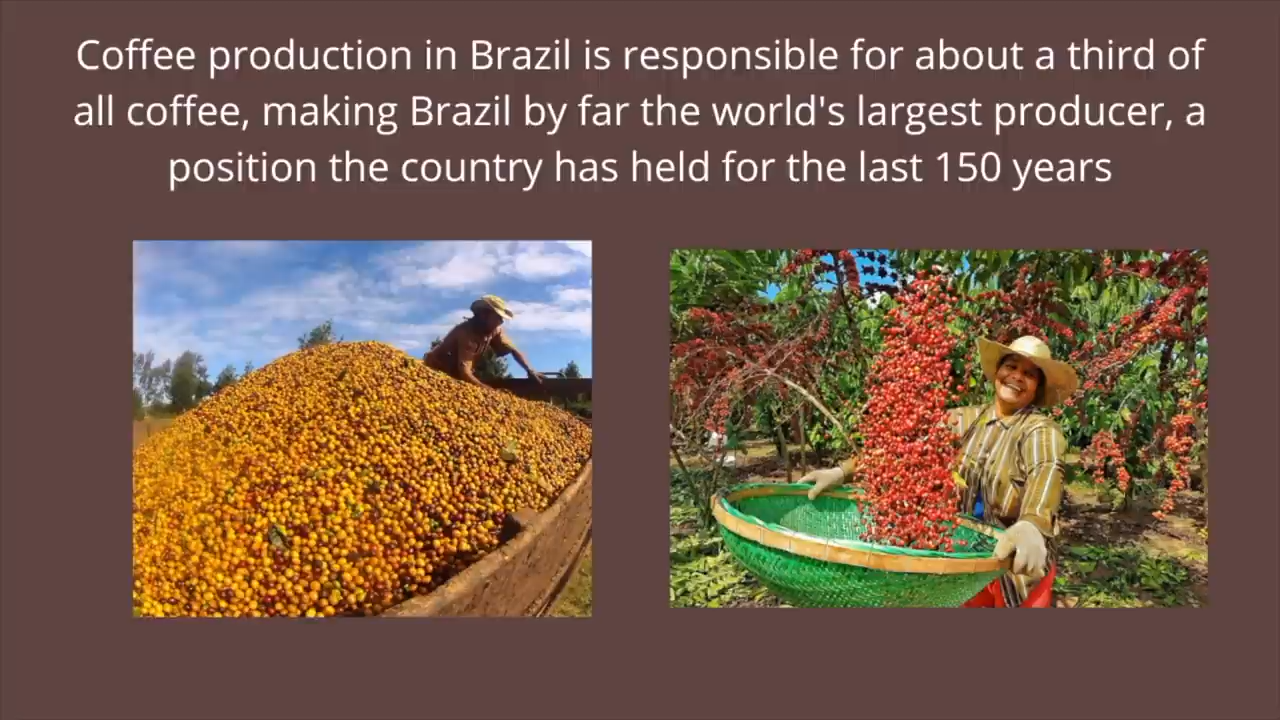 Coffee production in Brazil is responsible for about a third of
all coffee, making Brazil by far the world's largest producer, a
position the country has held for the last 150 years